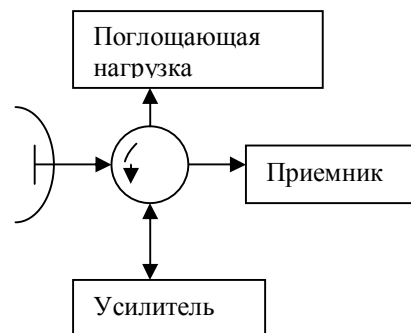 Поглощающая
нагрузка
Приемник
Усилитель